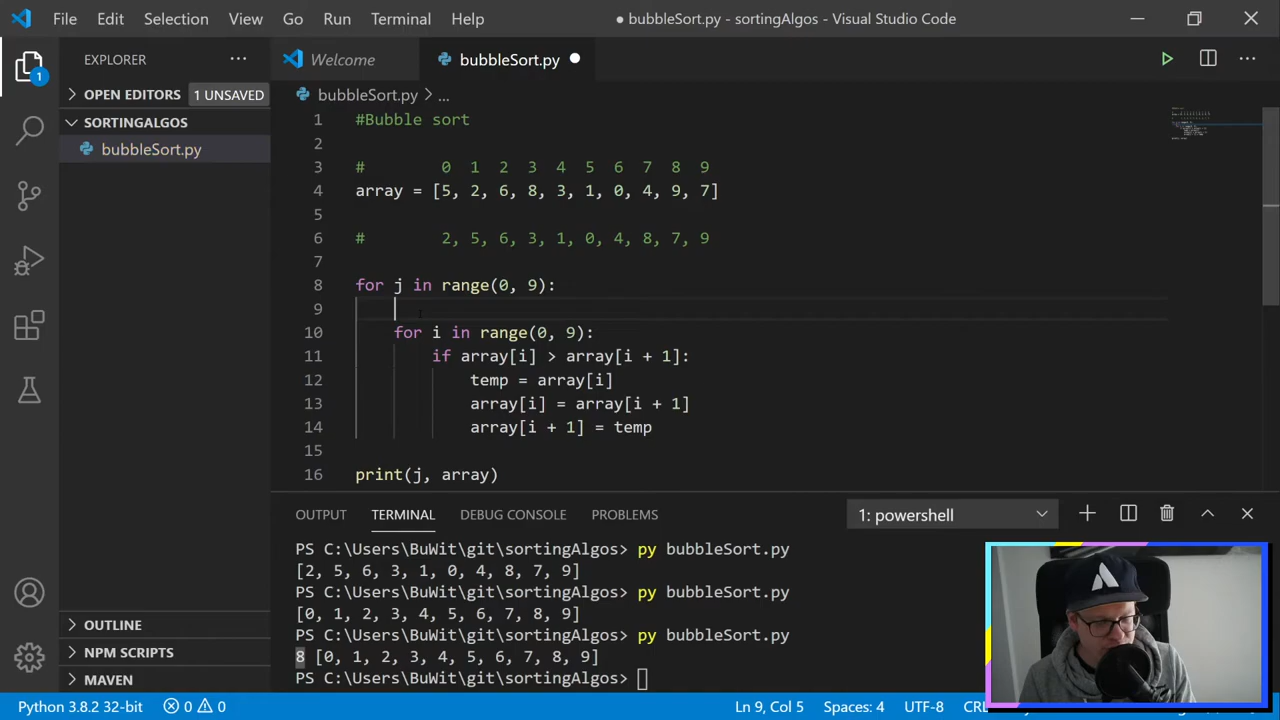 File Edit Selection View Go Run Terminal Help
● bubbleSort.py - sortingAlgos - Visual Studio Code
EXPLORER
Welcome
bubbleSort.py
1
OPEN EDITORS 1 UNSAVED
bubbleSort.py > ...
SORTINGALGOS
bubbleSort.py
1 #Bubble sort
2
3 # 0 1 2 3 4 5 6 7 8 9
4 array = [5, 2, 6, 8, 3, 1, 0, 4, 9, 7]
5
6 # 2, 5, 6, 3, 1, 0, 4, 8, 7, 9
7
8 for j in range(0, 9):
9
10 for i in range(0, 9):
11 if array[i] > array[i + 1]:
12 temp = array[i]
13 array[i] = array[i + 1]
14 array[i + 1] = temp
15
16 print(j, array)
OUTPUT TERMINAL DEBUG CONSOLE PROBLEMS
1: powershell
PS C:\Users\BuWit\git\sortingAlgos> py bubbleSort.py
[2, 5, 6, 3, 1, 0, 4, 8, 7, 9]
PS C:\Users\BuWit\git\sortingAlgos> py bubbleSort.py
[0, 1, 2, 3, 4, 5, 6, 7, 8, 9]
PS C:\Users\BuWit\git\sortingAlgos> py bubbleSort.py
8 [0, 1, 2, 3, 4, 5, 6, 7, 8, 9]
PS C:\Users\BuWit\git\sortingAlgos>
OUTLINE
NPM SCRIPTS
MAVEN
Python 3.8.2 32-bit 0 0 Ln 9, Col 5 Spaces: 4 UTF-8